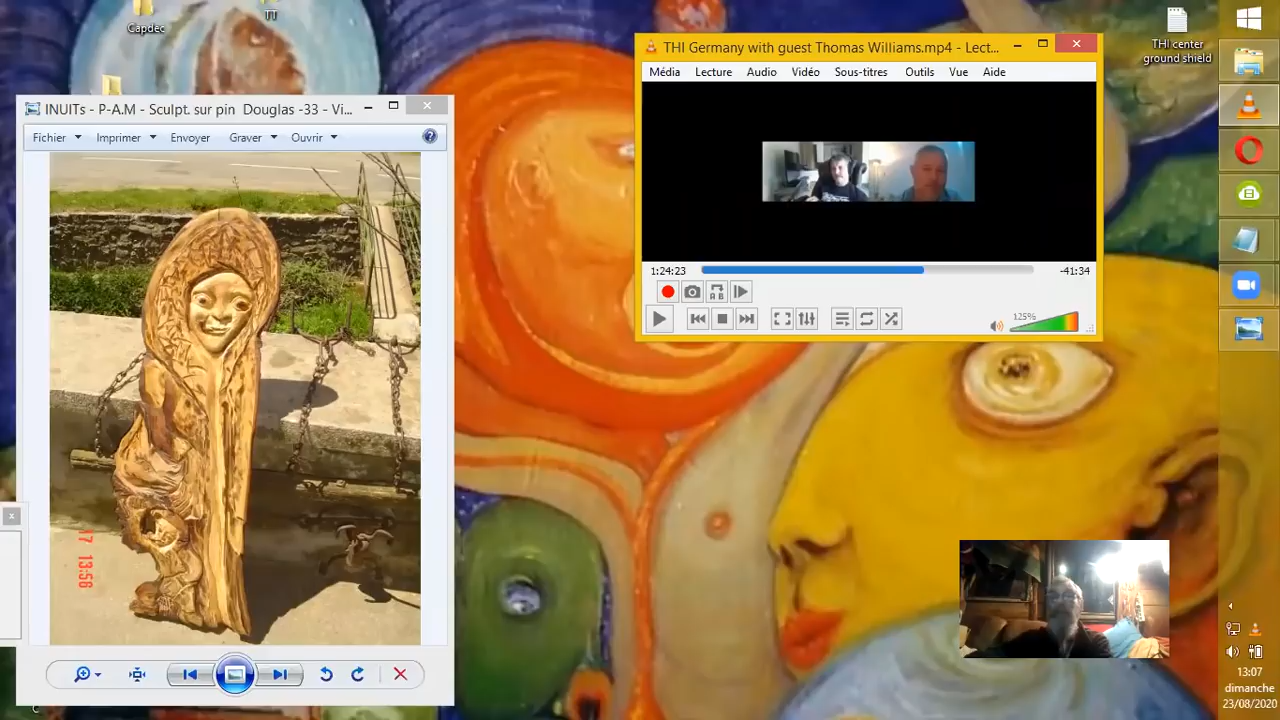 Capdec
TT
THI center
ground shield
INUITs - P-A.M - Sculpt. sur pin Douglas -33 - Vi...
Fichier
Imprimer
Envoyer
Graver
Ouvrir
17 13:56
THI Germany with guest Thomas Williams.mp4 - Lect...
Média
Lecture
Audio
Vidéo
Sous-titres
Outils
Vue
Aide
1:24:23
-41:34
A B
125%
C
13:07
dimanche
23/08/2020